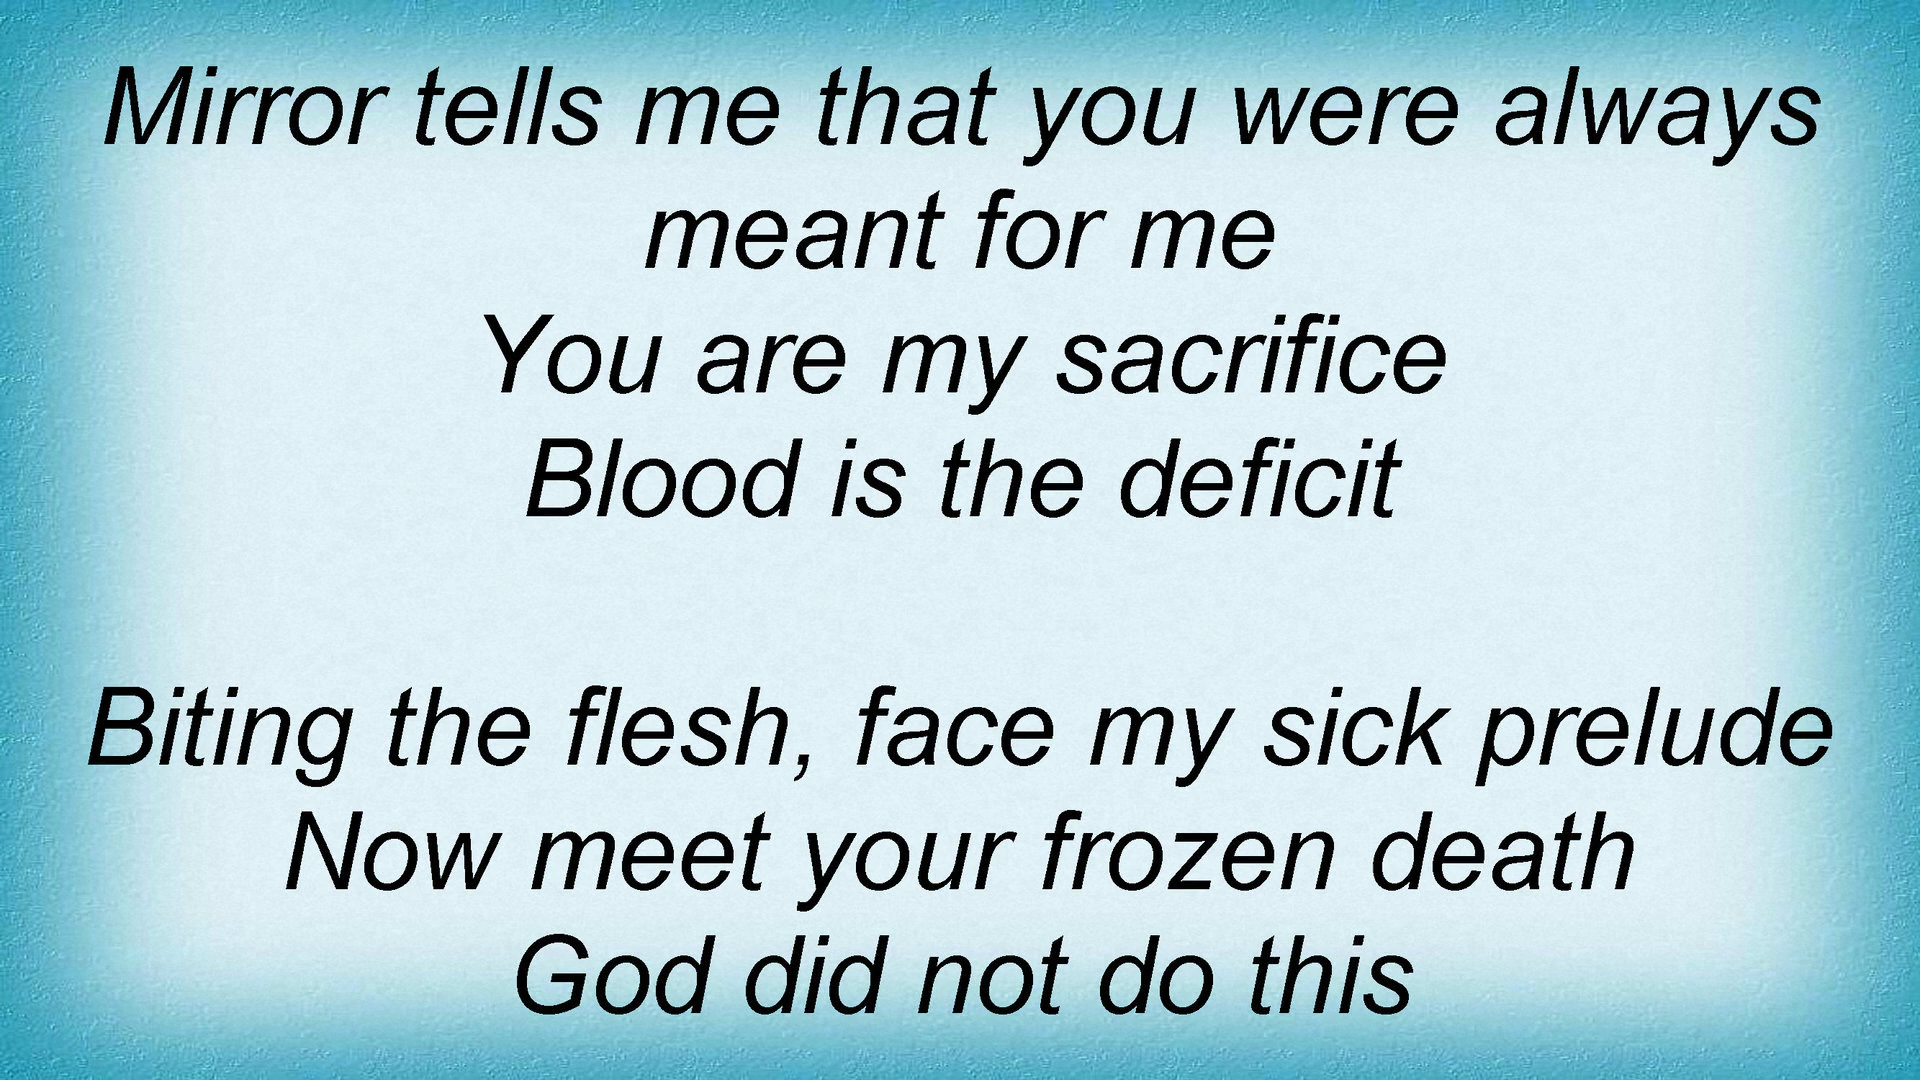 Mirror tells me that you were always
meant for me
You are my sacrifice
Blood is the deficit
Biting the flesh, face my sick prelude
Now meet your frozen death
God did not do this